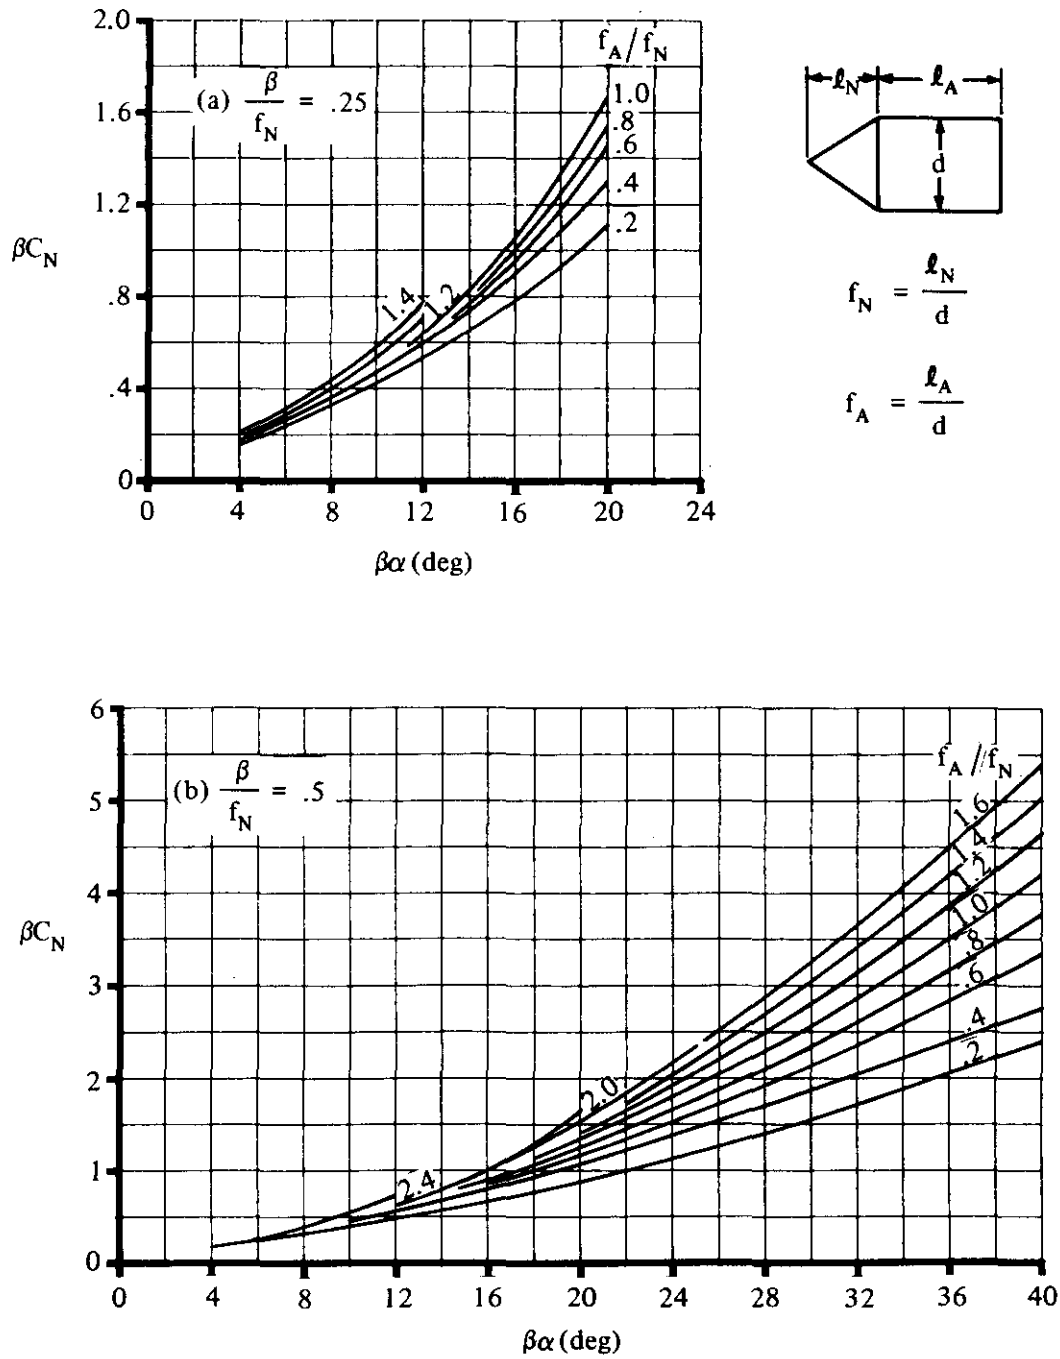 2.0
f_A/f_N
(a) β/f_N = .25
1.0
1.6
.8
.6
.4
1.2
.2
βC_N
1.4
1.2
.8
.4
0
0 4 8 12 16 20 24
βα (deg)
ℓ_N ℓ_A
d
f_N = ℓ_N/d
f_A = ℓ_A/d
6
(b) β/f_N = .5
f_A//f_N
5
1.6
1.4
1.2
4
1.0
βC_N
.8
.6
3
.4
.2
2
2.0
1
2.4
0
0 4 8 12 16 20 24 28 32 36 40
βα (deg)